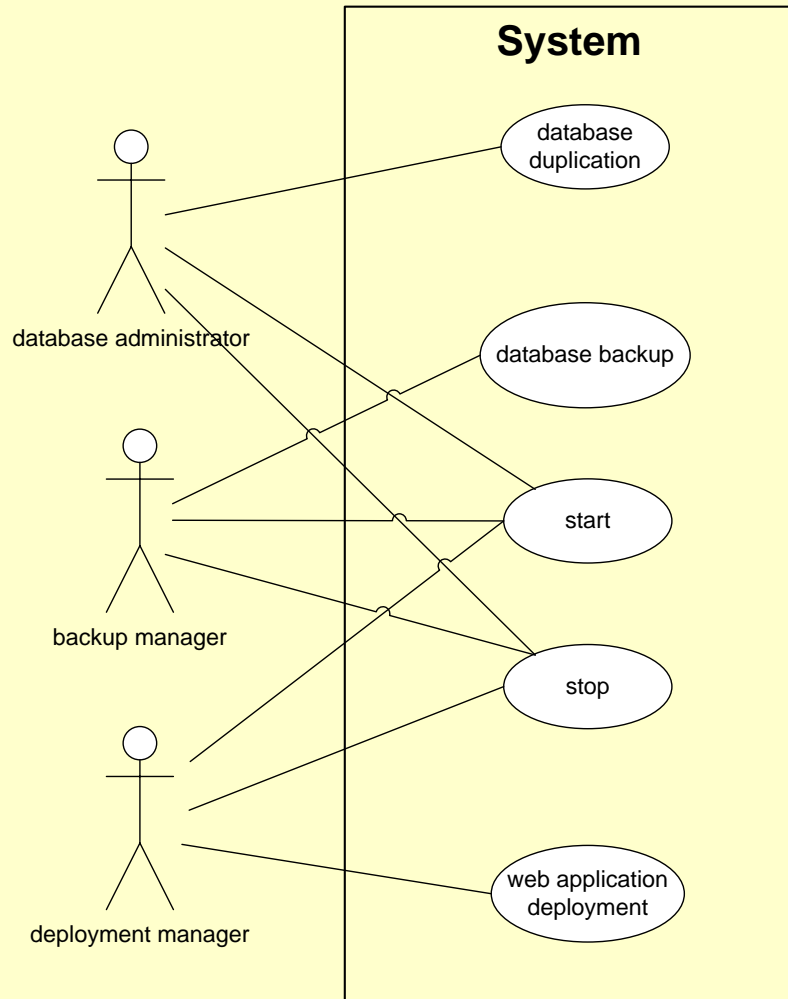 System
database
duplication
database administrator
database backup
start
backup manager
stop
web application
deployment
deployment manager